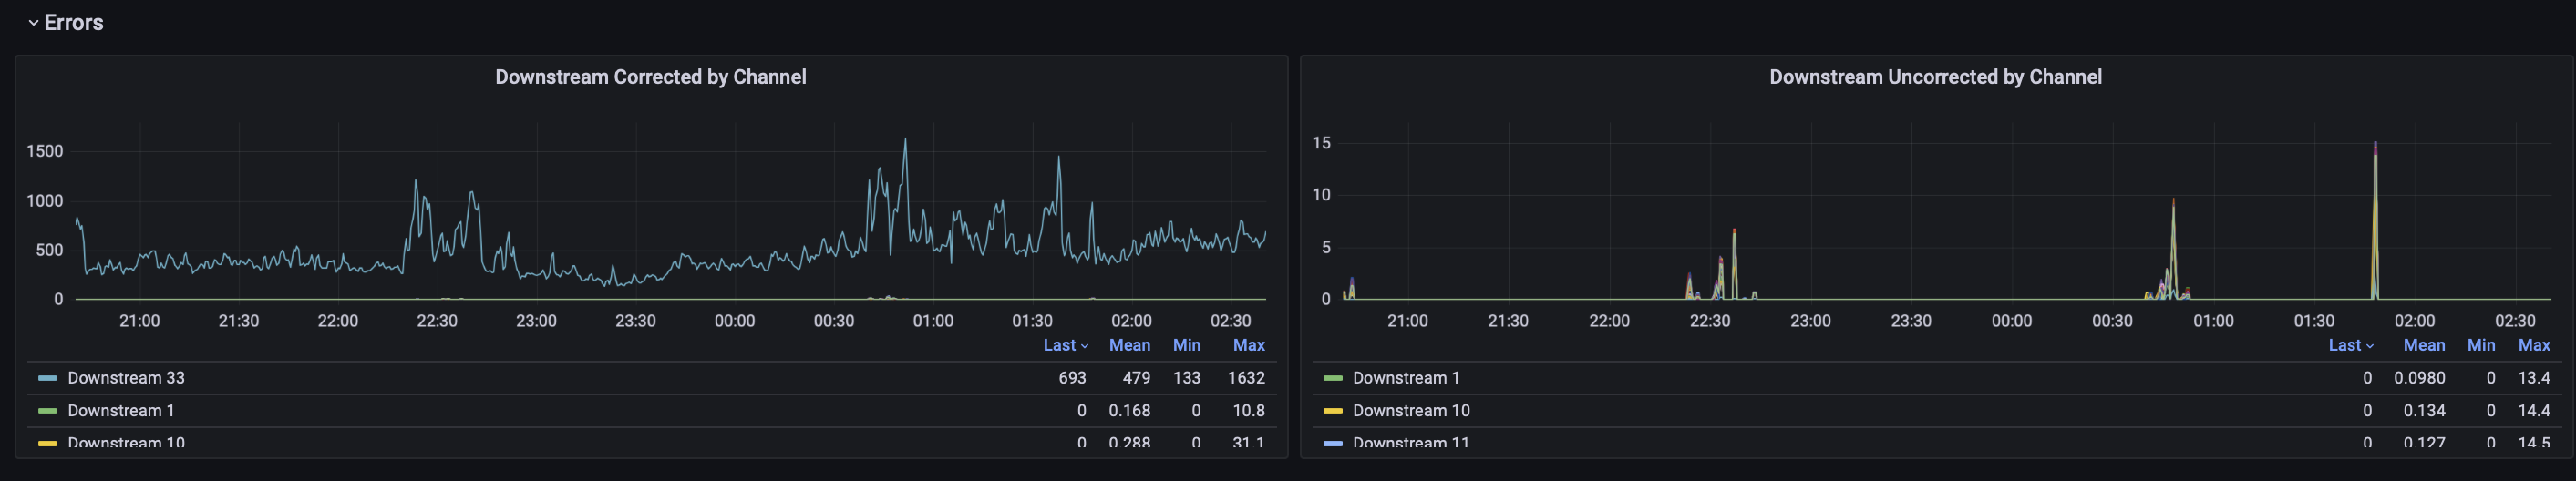 Errors
Downstream Corrected by Channel
1500
1000
500
0
21:00 21:30 22:00 22:30 23:00 23:30 00:00 00:30 01:00 01:30 02:00 02:30
Last Mean Min Max
Downstream 33 693 479 133 1632
Downstream 1 0 0.168 0 10.8
Downstream 10 0 0.288 0 31.1
Downstream Uncorrected by Channel
15
10
5
0
21:00 21:30 22:00 22:30 23:00 23:30 00:00 00:30 01:00 01:30 02:00 02:30
Last Mean Min Max
Downstream 1 0 0.0980 0 13.4
Downstream 10 0 0.134 0 14.4
Downstream 11 0 0.127 0 14.5